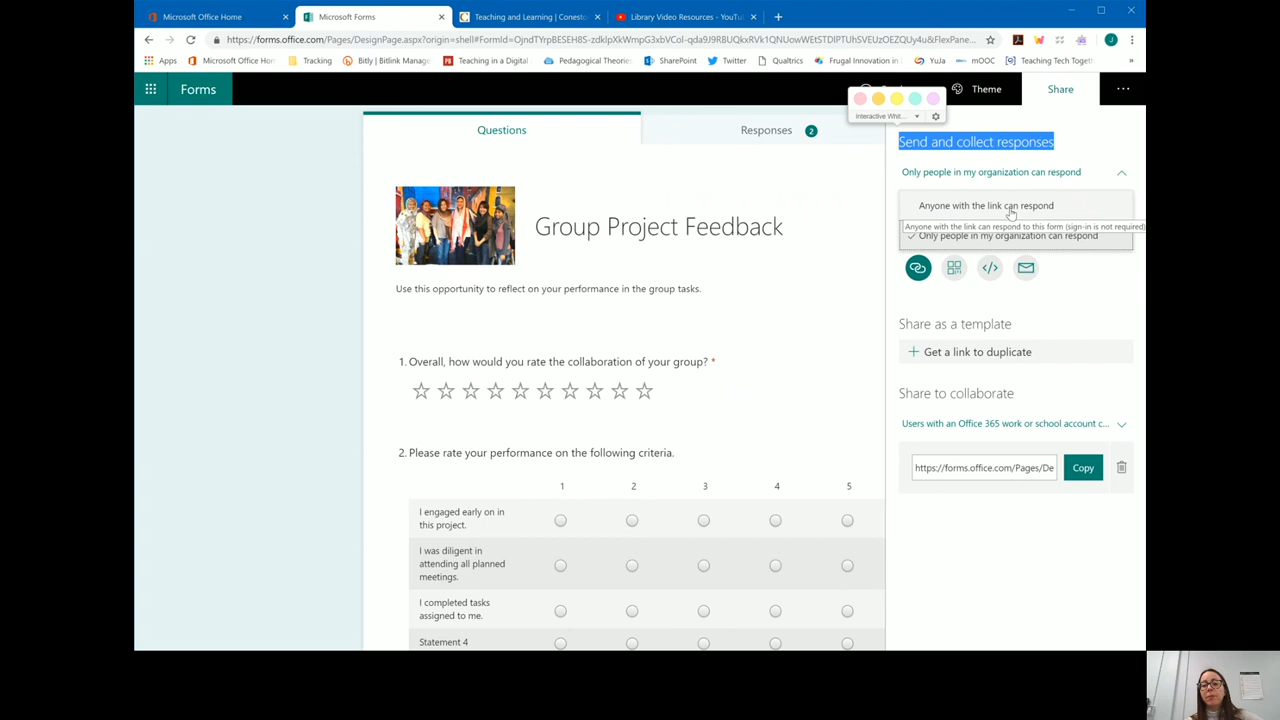 Microsoft Office Home
Microsoft Forms
Teaching and Learning | Conesto
Library Video Resources - YouTu
https://forms.office.com/Pages/DesignPage.aspx?origin=shell#FormId=
Apps
Microsoft Office Hom
Tracking
Bitly | Bitlink Manage
Teaching in a Digital
Pedagogical Theories
SharePoint
Twitter
Qualtrics
Frugal Innovation in
YuJa
mOOC
Teaching Tech Togeth
Forms
Theme
Share
Interactive Whit...
Questions
Responses 2
Send and collect responses
Only people in my organization can respond
Anyone with the link can respond
Anyone with the link can respond to this form (sign-in is not required)
Only people in my organization can respond
Group Project Feedback
Use this opportunity to reflect on your performance in the group tasks.
Share as a template
Get a link to duplicate
Share to collaborate
Users with an Office 365 work or school account c...
https://forms.office.com/Pages/De
Copy
1. Overall, how would you rate the collaboration of your group? *
2. Please rate your performance on the following criteria.
1 2 3 4 5
I engaged early on in
this project.
I was diligent in
attending all planned
meetings.
I completed tasks
assigned to me.
Statement 4